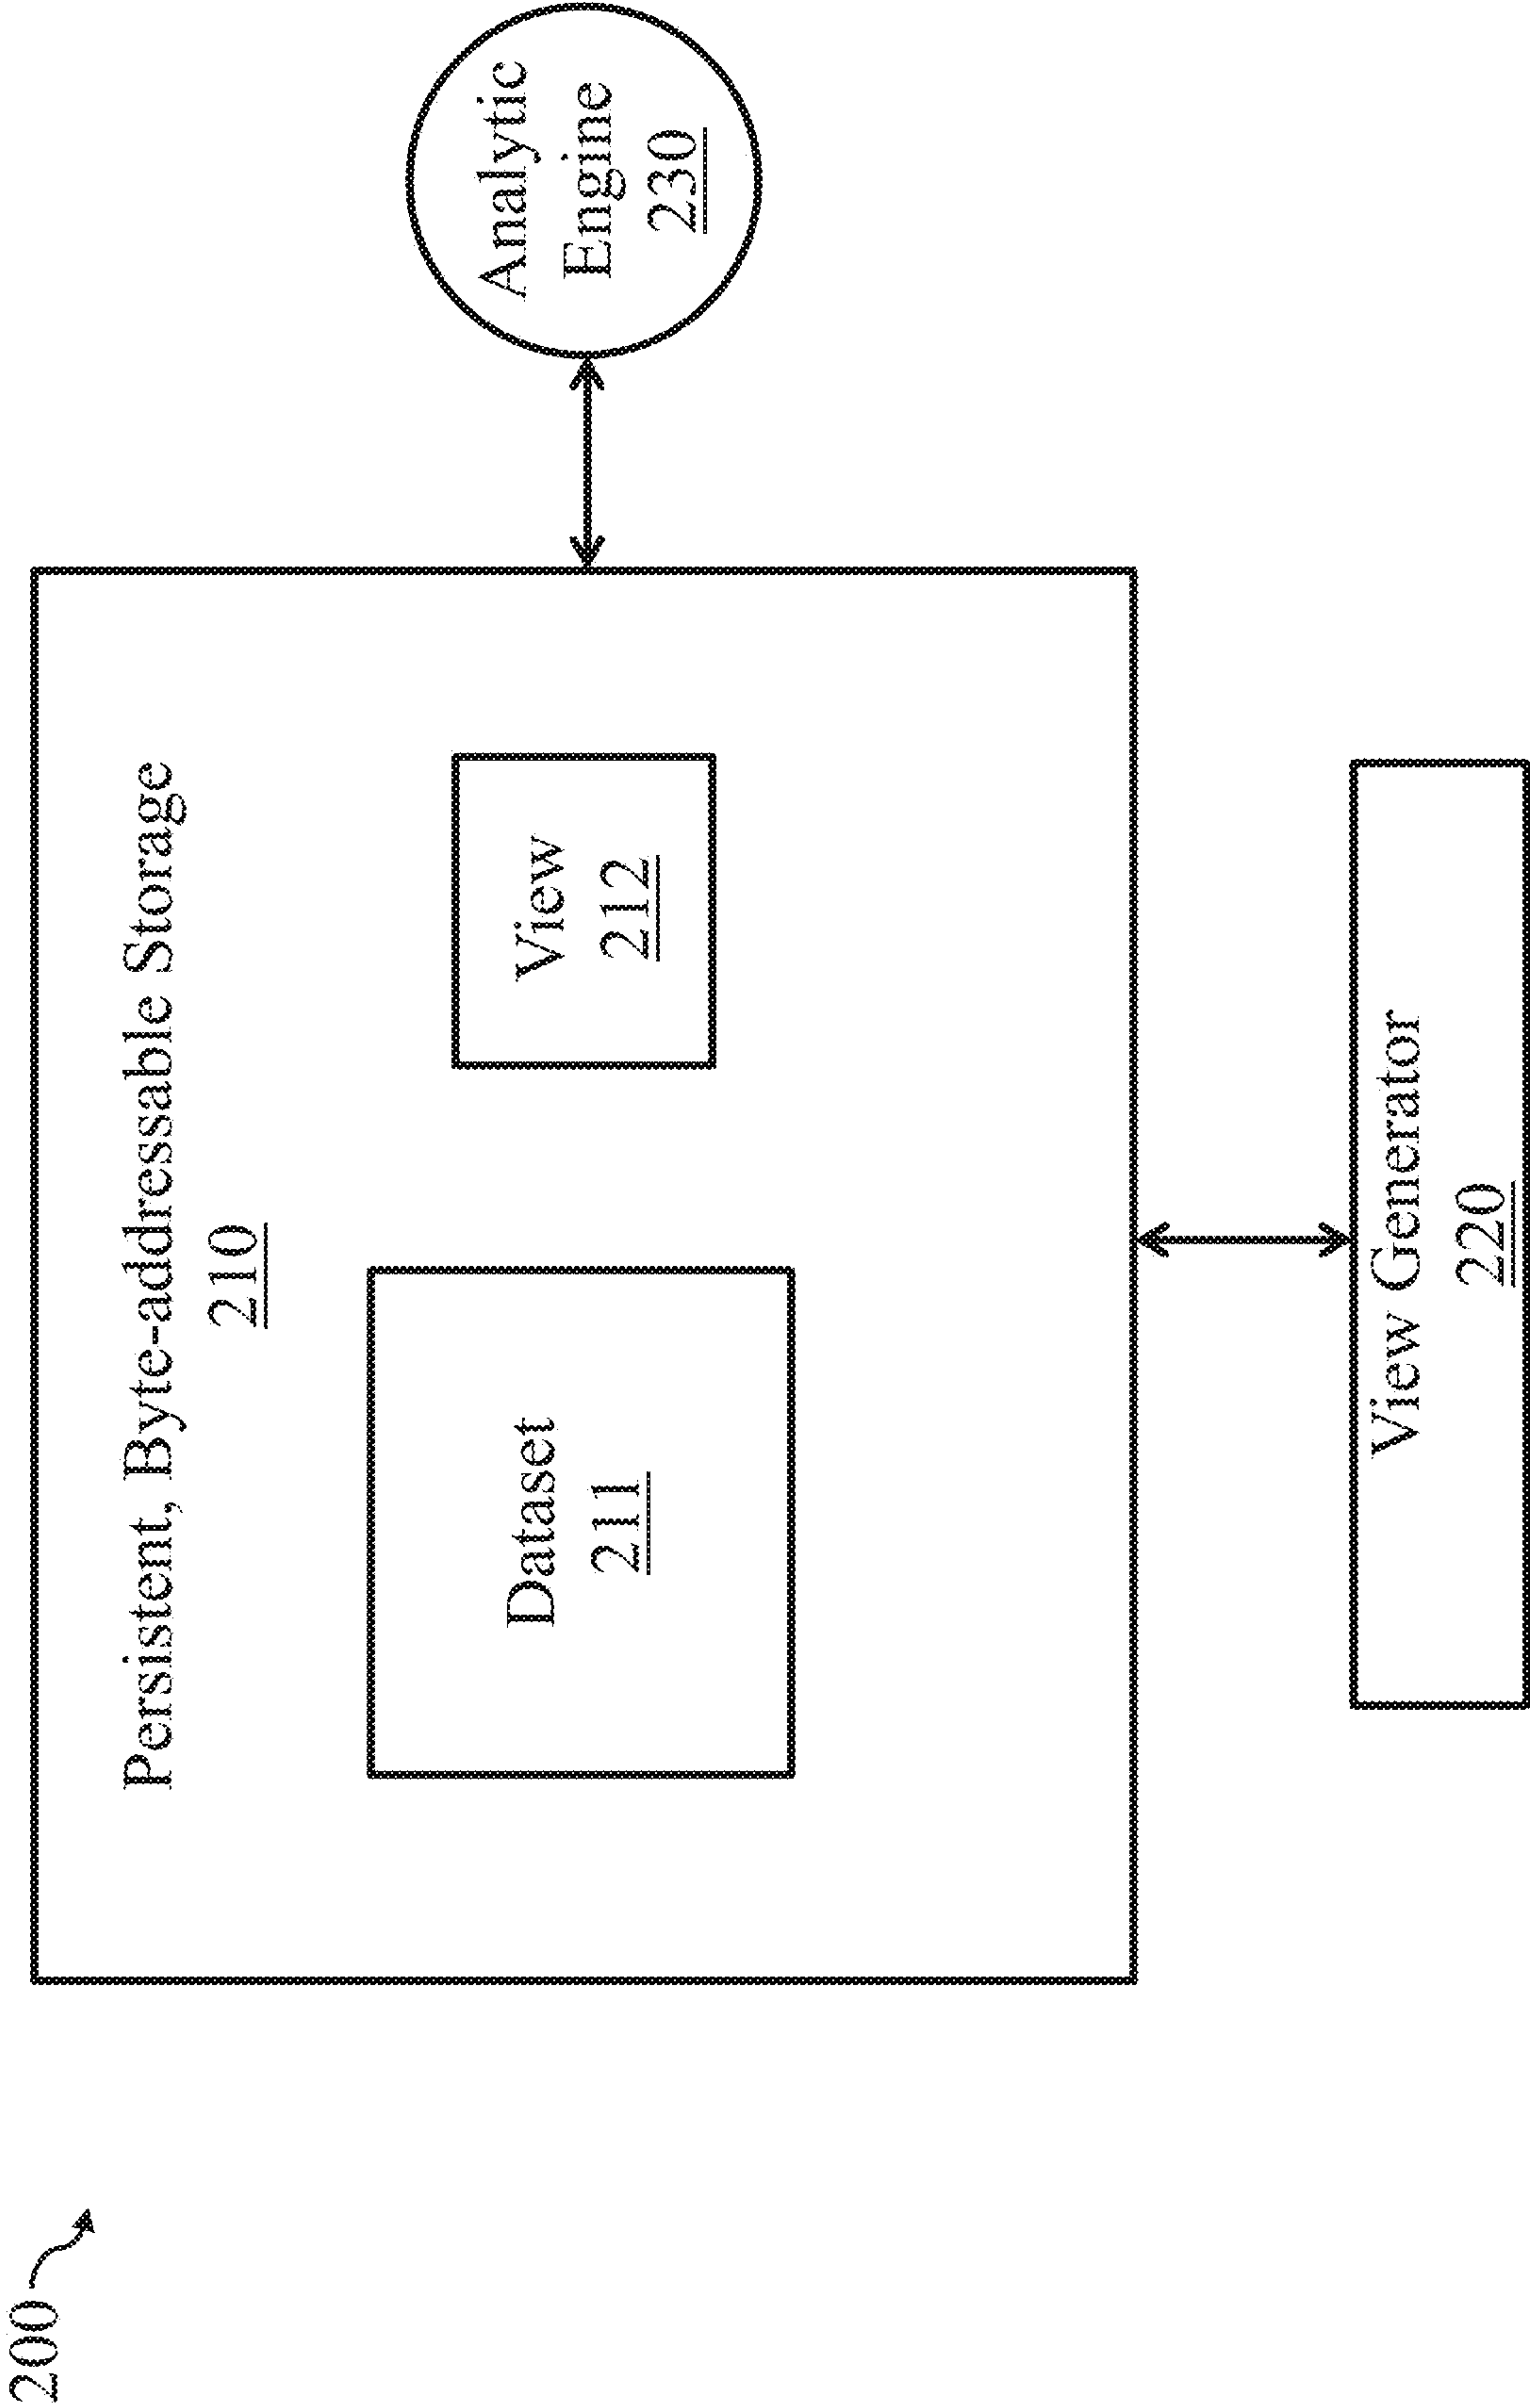 200
Persistent, Byte-addressable Storage
210
Dataset
211
View
212
Analytic
Engine
230
View Generator
220